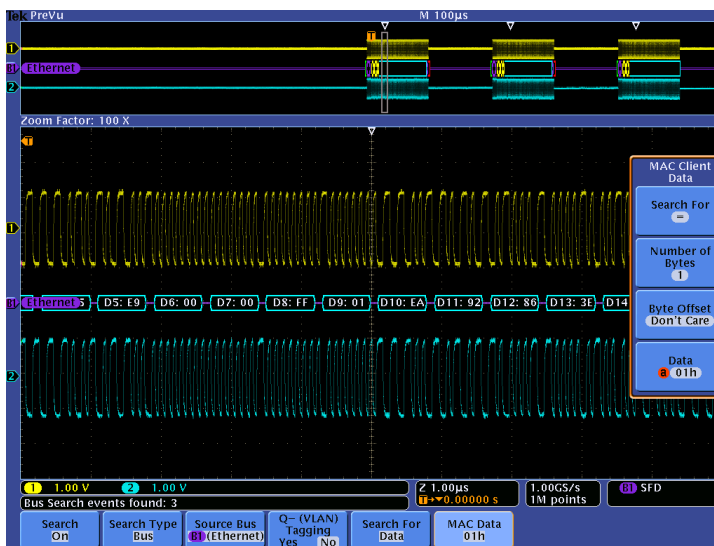 Tek PreVu M 100µs
T
1
B1 Ethernet
2
Zoom Factor: 100 X
T
MAC Client
Data
Search For
=
1
Number of
Bytes
1
B1 Ethernet 5 D5: E9 D6: 00 D7: 00 D8: FF D9: 01 D10: EA D11: 92 D12: 86 D13: 3E D14
Byte Offset
Don't Care
Data
a 01h
2
1 1.00 V 2 1.00 V Z 1.00µs 1.00GS/s B1 SFD
T→▼0.00000 s 1M points
Bus Search events found: 3
Search
On
Search Type
Bus
Source Bus
B1 (Ethernet)
Q– (VLAN)
Tagging
Yes No
Search For
Data
MAC Data
01h